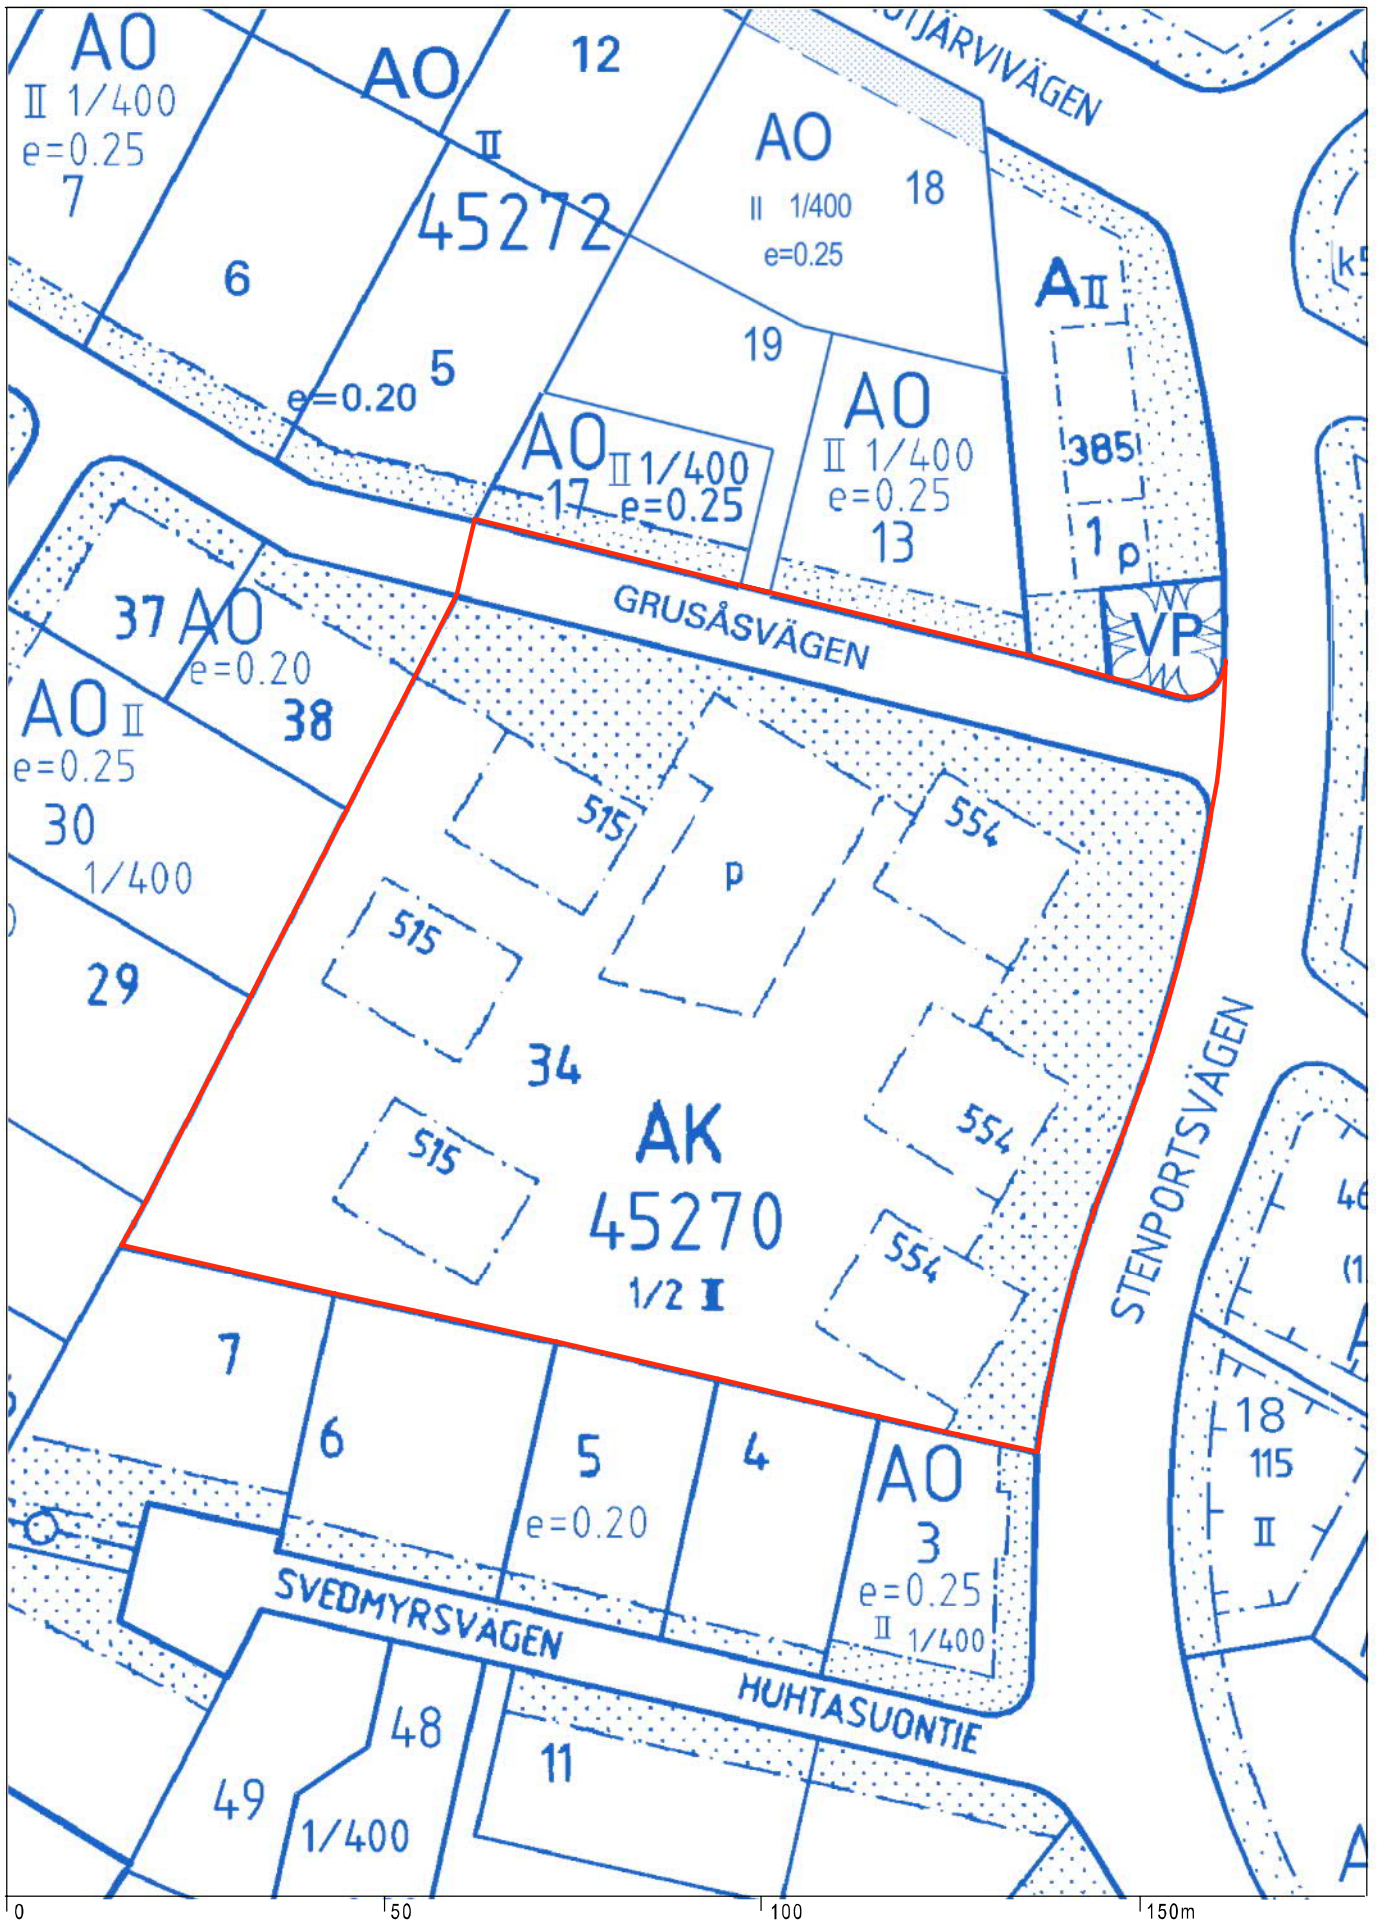 AO
II 1/400
e=0.25
7
AO
II
12
45272
6
5
e=0.20
AO
II 1/400
e=0.25
18
19
AII
385
1p
VP
AO II 1/400
17 e=0.25
AO
II 1/400
e=0.25
13
GRUSÅSVÄGEN
37 AO
e=0.20
38
AO II
e=0.25
30
1/400
29
515
p
554
515
34
554
515
AK
45270
1/2 II
554
STENPORTSVÄGEN
7
6
5
e=0.20
4
AO
3
e=0.25
II 1/400
18
115
II
SVEDMYRSVAGEN
HUHTASUONTIE
48
49
1/400
11
0
50
100
150m